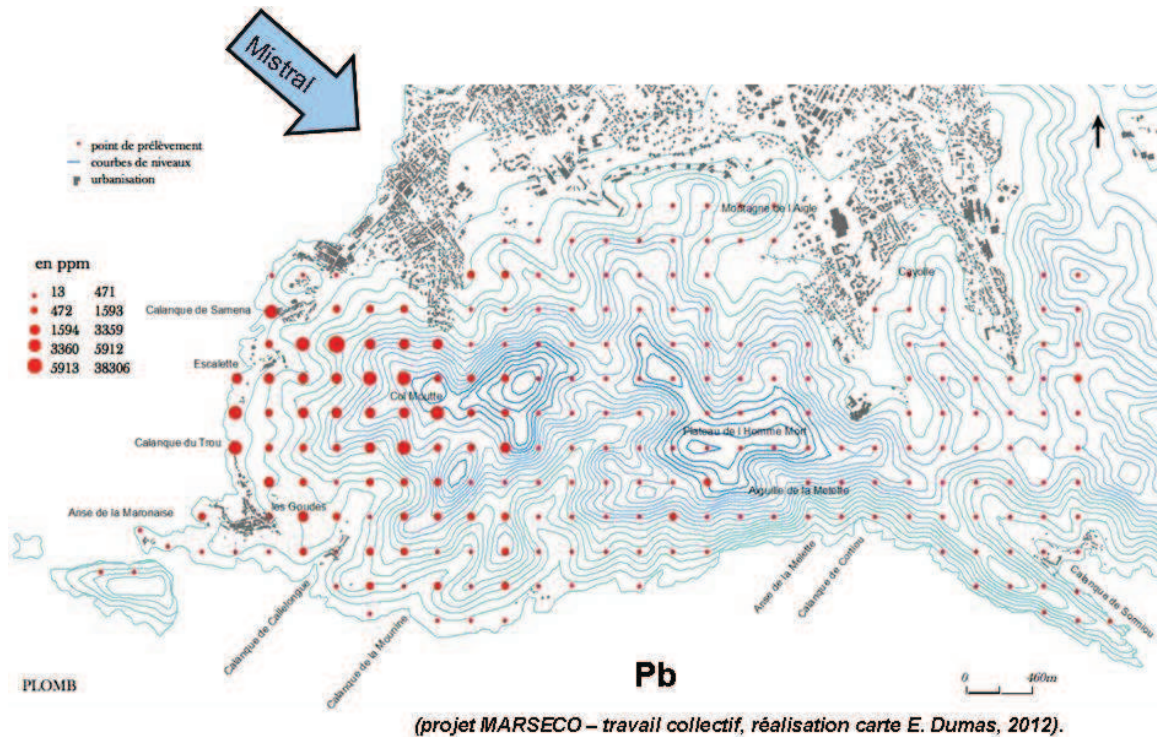 Mistral
point de prélèvement
courbes de niveaux
urbanisation
en ppm
13 471
472 1593
1594 3359
3360 5912
5913 38306
Montagne de l Aigle
Cayolle
Calanque de Samena
Escalette
Col Moutte
Calanque du Trou
Plateau de l Homme Mort
Aiguille de la Melette
les Goudes
Anse de la Maronaise
Calanque de Callelongue
Calanque de la Mounine
Anse de la Melette
Calanque de Cortiou
Calanque de Sormiou
PLOMB
Pb
0 460m
(projet MARSECO – travail collectif, réalisation carte E. Dumas, 2012).